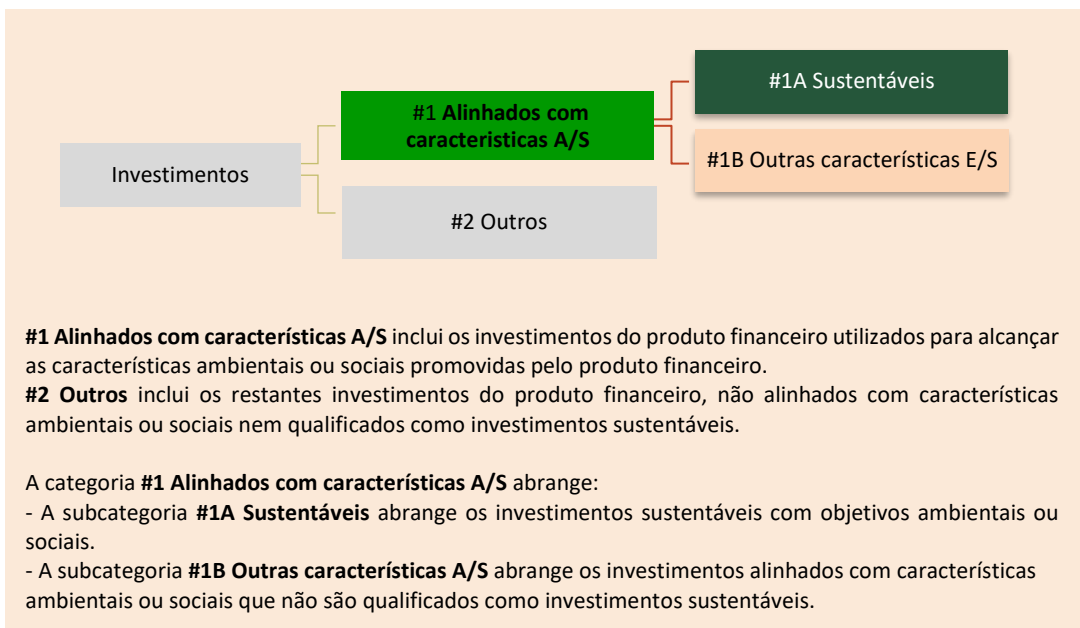 #1A Sustentáveis
#1 Alinhados com
caracteristicas A/S
#1B Outras características E/S
Investimentos
#2 Outros
#1 Alinhados com características A/S inclui os investimentos do produto financeiro utilizados para alcançar
as características ambientais ou sociais promovidas pelo produto financeiro.
#2 Outros inclui os restantes investimentos do produto financeiro, não alinhados com características
ambientais ou sociais nem qualificados como investimentos sustentáveis.
A categoria #1 Alinhados com características A/S abrange:
- A subcategoria #1A Sustentáveis abrange os investimentos sustentáveis com objetivos ambientais ou
sociais.
- A subcategoria #1B Outras características A/S abrange os investimentos alinhados com características
ambientais ou sociais que não são qualificados como investimentos sustentáveis.